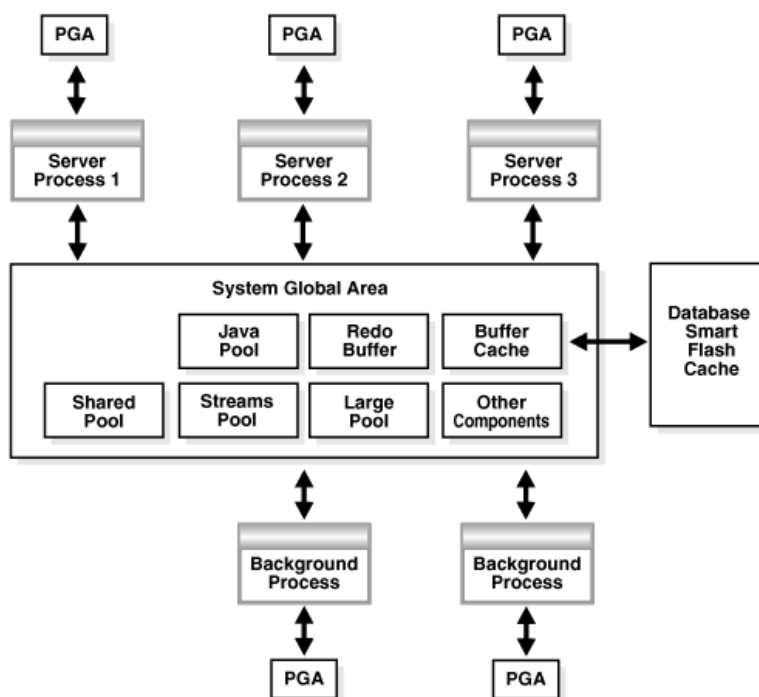 PGA
PGA
PGA
Server
Process 1
Server
Process 2
Server
Process 3
System Global Area
Java
Pool
Redo
Buffer
Buffer
Cache
Shared
Pool
Streams
Pool
Large
Pool
Other
Components
Database
Smart
Flash
Cache
Background
Process
Background
Process
PGA
PGA